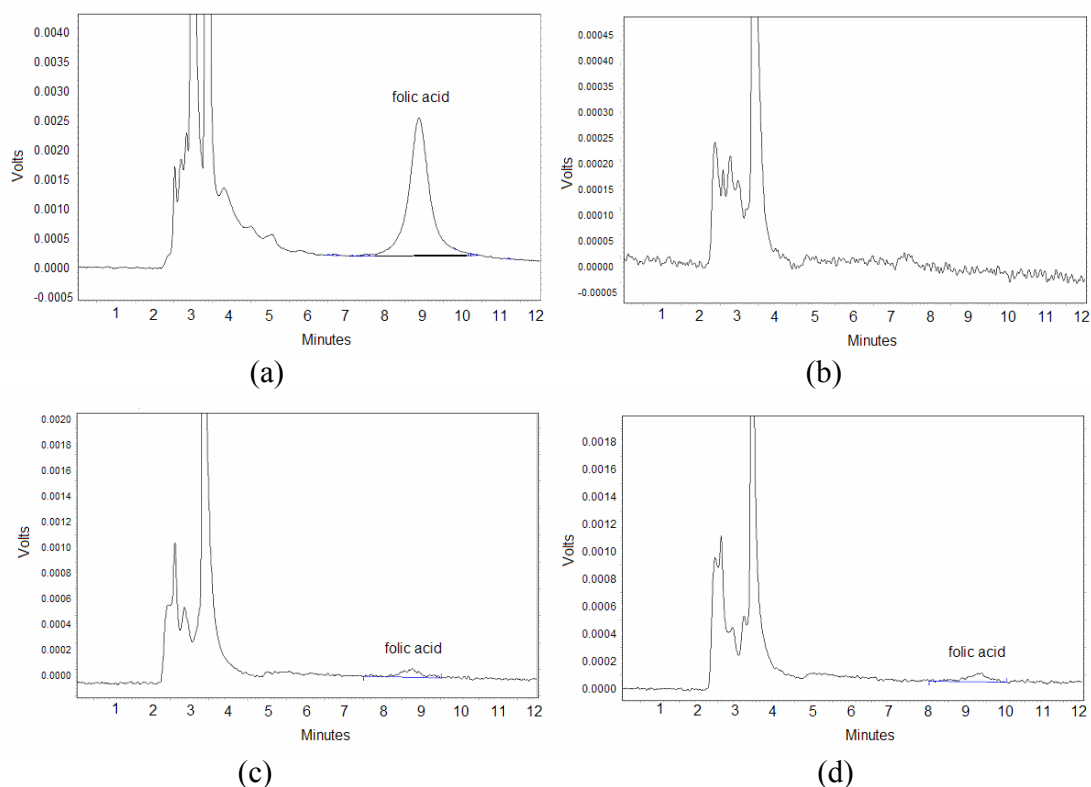 0.0040
0.0035
0.0030
0.0025
0.0020
0.0015
0.0010
0.0005
0.0000
-0.0005
Volts
folic acid
1 2 3 4 5 6 7 8 9 10 11 12
Minutes
(a)
0.00045
0.00040
0.00035
0.00030
0.00025
0.00020
0.00015
0.00010
0.00005
0.00000
-0.00005
Volts
1 2 3 4 5 6 7 8 9 10 11 12
Minutes
(b)
0.0020
0.0018
0.0016
0.0014
0.0012
0.0010
0.0008
0.0006
0.0004
0.0002
0.0000
Volts
folic acid
1 2 3 4 5 6 7 8 9 10 11 12
Minutes
(c)
0.0018
0.0016
0.0014
0.0012
0.0010
0.0008
0.0006
0.0004
0.0002
0.0000
Volts
folic acid
1 2 3 4 5 6 7 8 9 10 11 12
Minutes
(d)